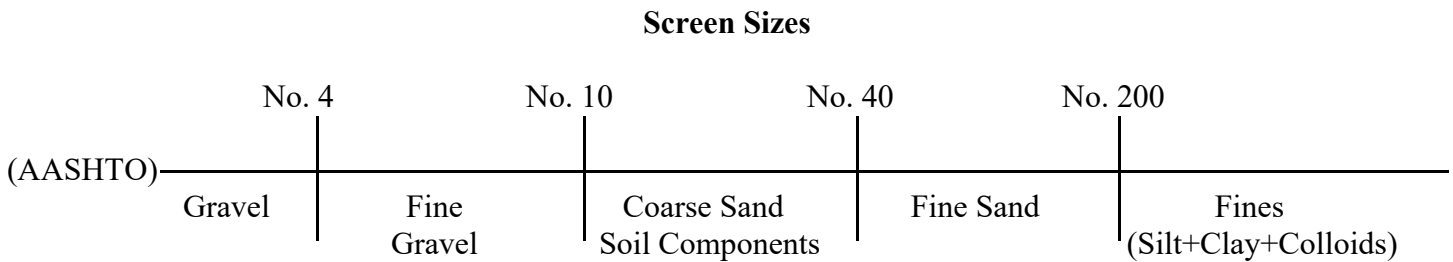 Screen Sizes
No. 4 No. 10 No. 40 No. 200
(AASHTO)
Gravel Fine Coarse Sand Fine Sand Fines
Gravel Soil Components (Silt+Clay+Colloids)